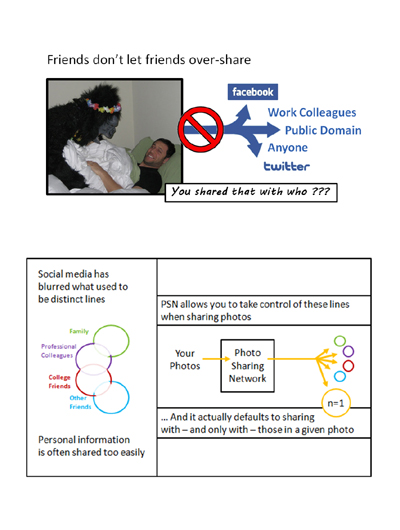 Friends don't let friends over-share
facebook
Work Colleagues
Public Domain
Anyone
twitter
You shared that with who ???
Social media has
blurred what used to
be distinct lines
Family
Professional
Colleagues
College
Friends
Other
Friends
Personal information
is often shared too easily
PSN allows you to take control of these lines
when sharing photos
Your
Photos
Photo
Sharing
Network
n=1
... And it actually defaults to sharing
with – and only with – those in a given photo